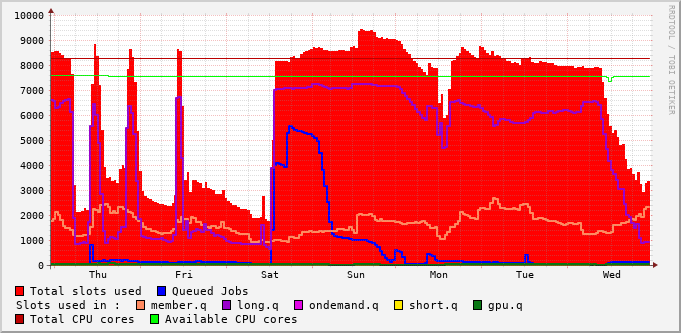 10000
9000
8000
7000
6000
5000
4000
3000
2000
1000
0
Thu Fri Sat Sun Mon Tue Wed
RRDTOOL / TOBI OETIKER
Total slots used Queued Jobs
Slots used in : member.q long.q ondemand.q short.q gpu.q
Total CPU cores Available CPU cores